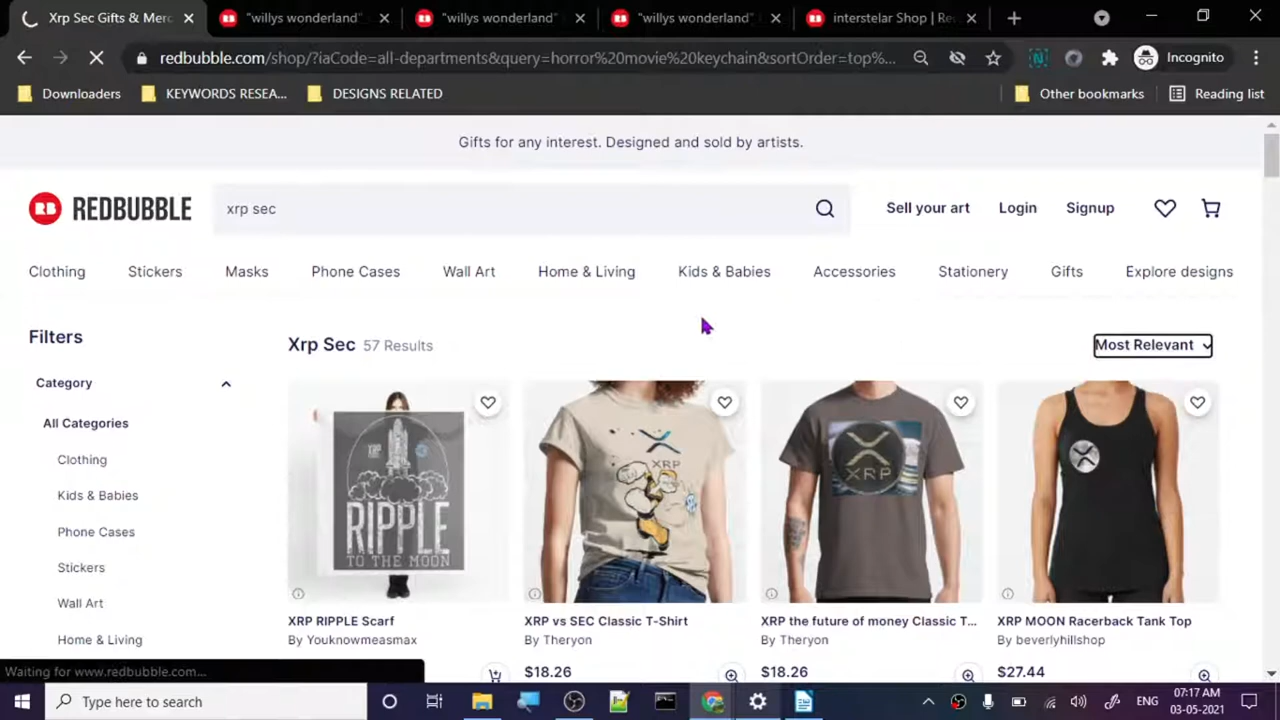 Xrp Sec Gifts & Merc
"willys wonderland"
"willys wonderland"
"willys wonderland"
interstelar Shop | Re
redbubble.com/shop/?iaCode=all-departments&query=horror%20movie%20keychain&sortOrder=top%...
Incognito
Downloaders
KEYWORDS RESEA...
DESIGNS RELATED
Other bookmarks
Reading list
Gifts for any interest. Designed and sold by artists.
RB REDBUBBLE
xrp sec
Sell your art
Login
Signup
Clothing
Stickers
Masks
Phone Cases
Wall Art
Home & Living
Kids & Babies
Accessories
Stationery
Gifts
Explore designs
Filters
Xrp Sec 57 Results
Most Relevant
Category
All Categories
Clothing
Kids & Babies
Phone Cases
Stickers
Wall Art
Home & Living
RIPPLE
TO THE MOON
XRP
XRP
XRP RIPPLE Scarf
By Youknowmeasmax
XRP vs SEC Classic T-Shirt
By Theryon
$18.26
XRP the future of money Classic T...
By Theryon
$18.26
XRP MOON Racerback Tank Top
By beverlyhillshop
$27.44
Waiting for www.redbubble.com...
Type here to search
ENG
07:17 AM
03-05-2021